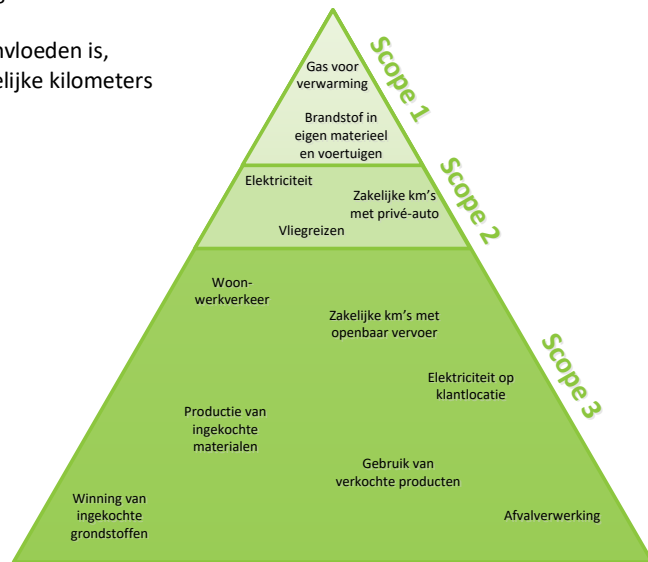 nvloeden is,
elijke kilometers
Scope 1
Gas voor
verwarming
Brandstof in
eigen materieel
en voertuigen
Scope 2
Elektriciteit
Zakelijke km's
met privé-auto
Vliegreizen
Scope 3
Woon-
werkverkeer
Zakelijke km's met
openbaar vervoer
Elektriciteit op
klantlocatie
Productie van
ingekochte
materialen
Gebruik van
verkochte producten
Winning van
ingekochte
grondstoffen
Afvalverwerking